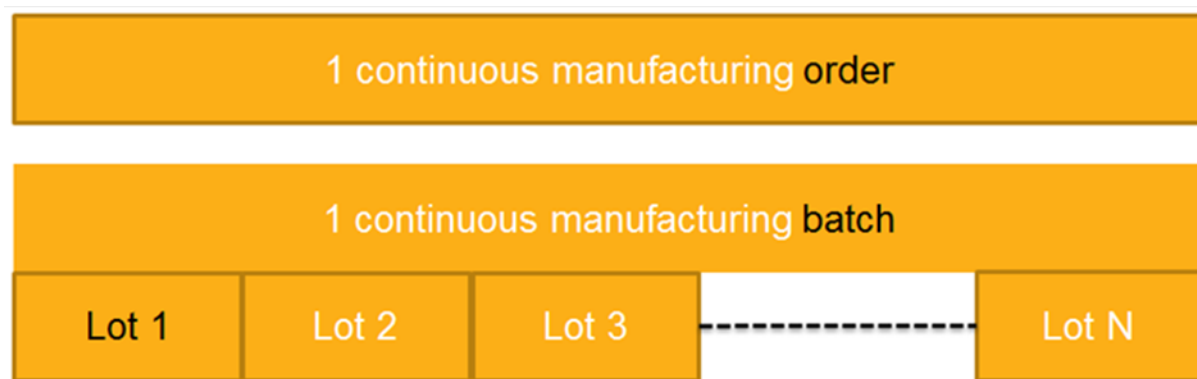 1 continuous manufacturing order
1 continuous manufacturing batch
Lot 1
Lot 2
Lot 3
Lot N